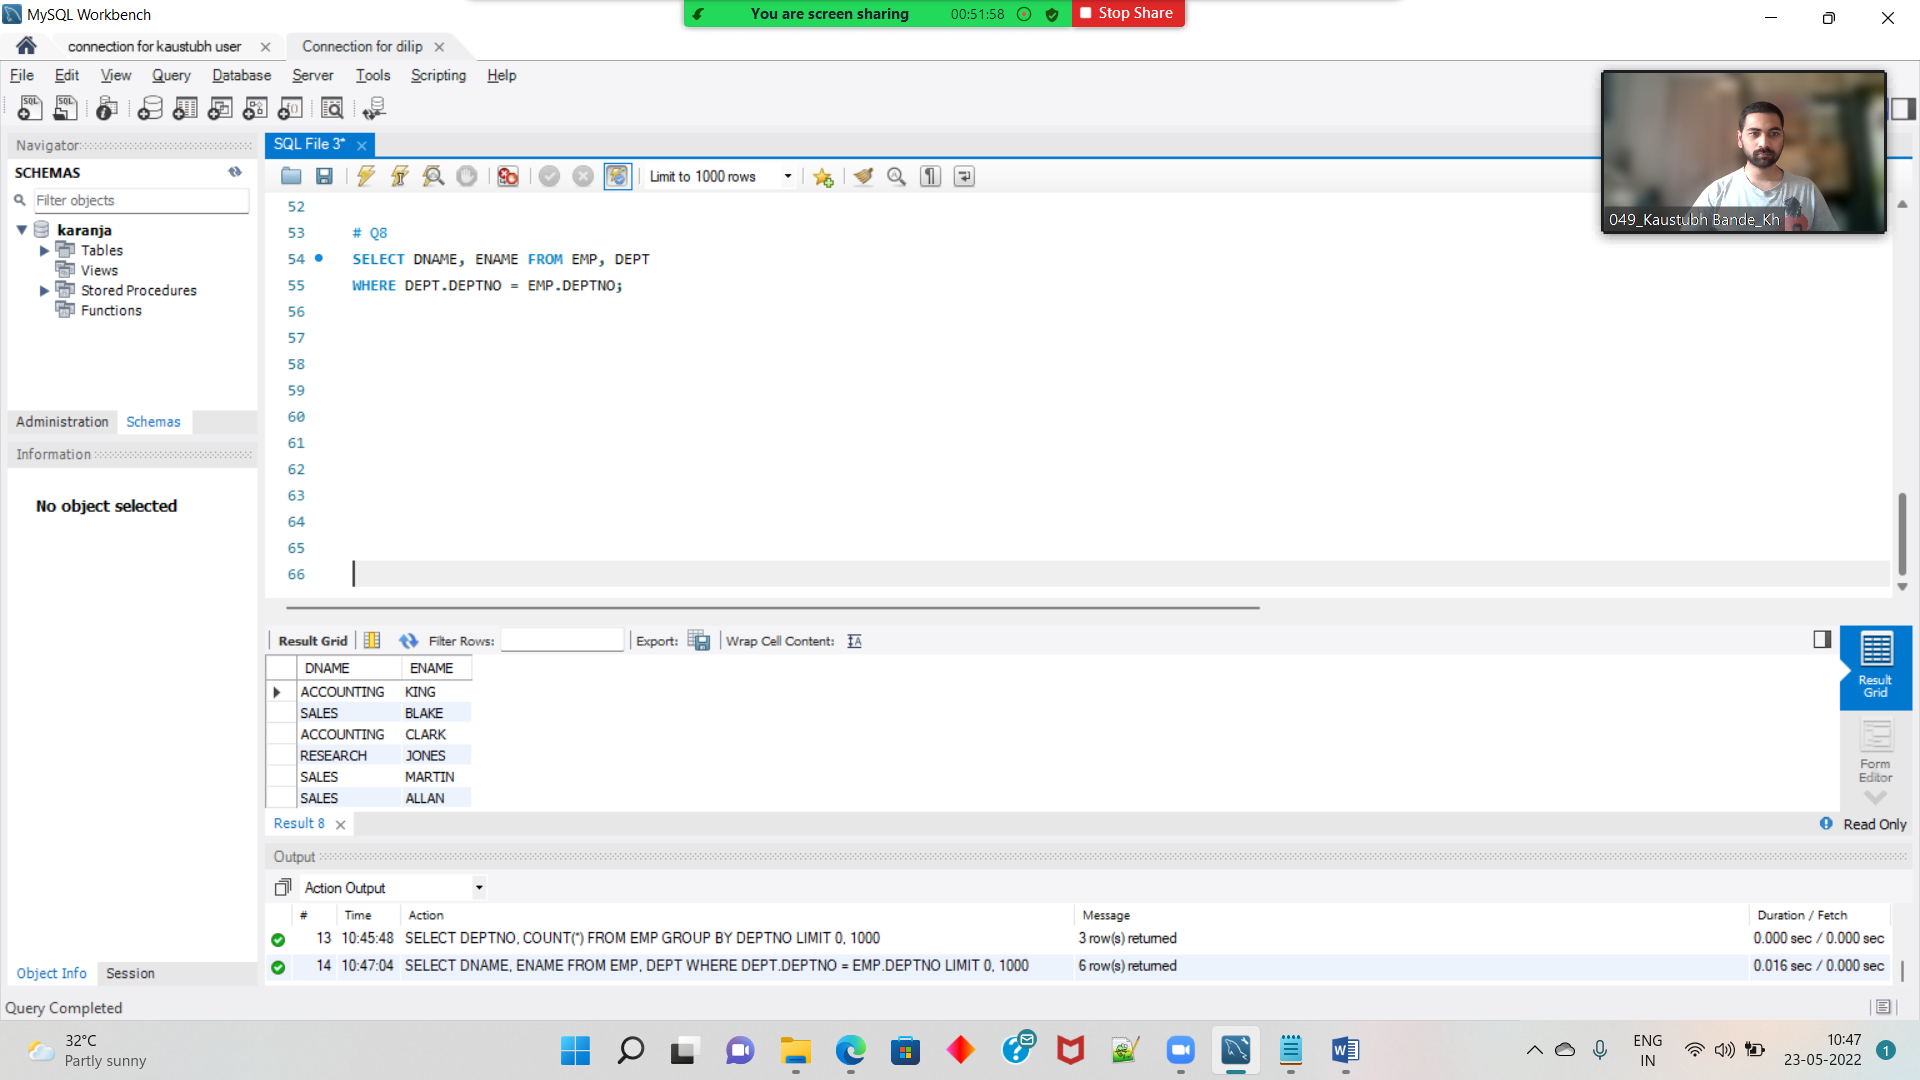 MySQL Workbench
You are screen sharing 00:51:58 Stop Share
connection for kaustubh user Connection for dilip
File Edit View Query Database Server Tools Scripting Help
Navigator
SCHEMAS
Filter objects
karanja
Tables
Views
Stored Procedures
Functions
Administration Schemas
Information
No object selected
Object Info Session
Query Completed
SQL File 3*
Limit to 1000 rows
52
53 # Q8
54 SELECT DNAME, ENAME FROM EMP, DEPT
55 WHERE DEPT.DEPTNO = EMP.DEPTNO;
56
57
58
59
60
61
62
63
64
65
66
049_Kaustubh Bande_Kh
Result Grid Filter Rows: Export: Wrap Cell Content:
DNAME ENAME
ACCOUNTING KING
SALES BLAKE
ACCOUNTING CLARK
RESEARCH JONES
SALES MARTIN
SALES ALLAN
Result
Grid
Form
Editor
Result 8 Read Only
Output
Action Output
# Time Action Message Duration / Fetch
13 10:45:48 SELECT DEPTNO, COUNT(*) FROM EMP GROUP BY DEPTNO LIMIT 0, 1000 3 row(s) returned 0.000 sec / 0.000 sec
14 10:47:04 SELECT DNAME, ENAME FROM EMP, DEPT WHERE DEPT.DEPTNO = EMP.DEPTNO LIMIT 0, 1000 6 row(s) returned 0.016 sec / 0.000 sec
32°C
Partly sunny
ENG
IN
10:47
23-05-2022
1